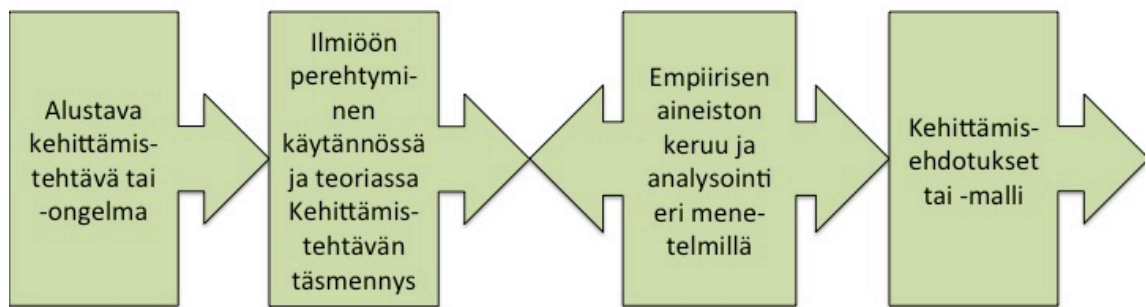 Alustava
kehittämis-
tehtävä tai
-ongelma
Ilmiöön
perehtymi-
nen
käytännössä
ja teoriassa
Kehittämis-
tehtävän
täsmennys
Empiirisen
aineiston
keruu ja
analysointi
eri mene-
telmillä
Kehittämis-
ehdotukset
tai -malli